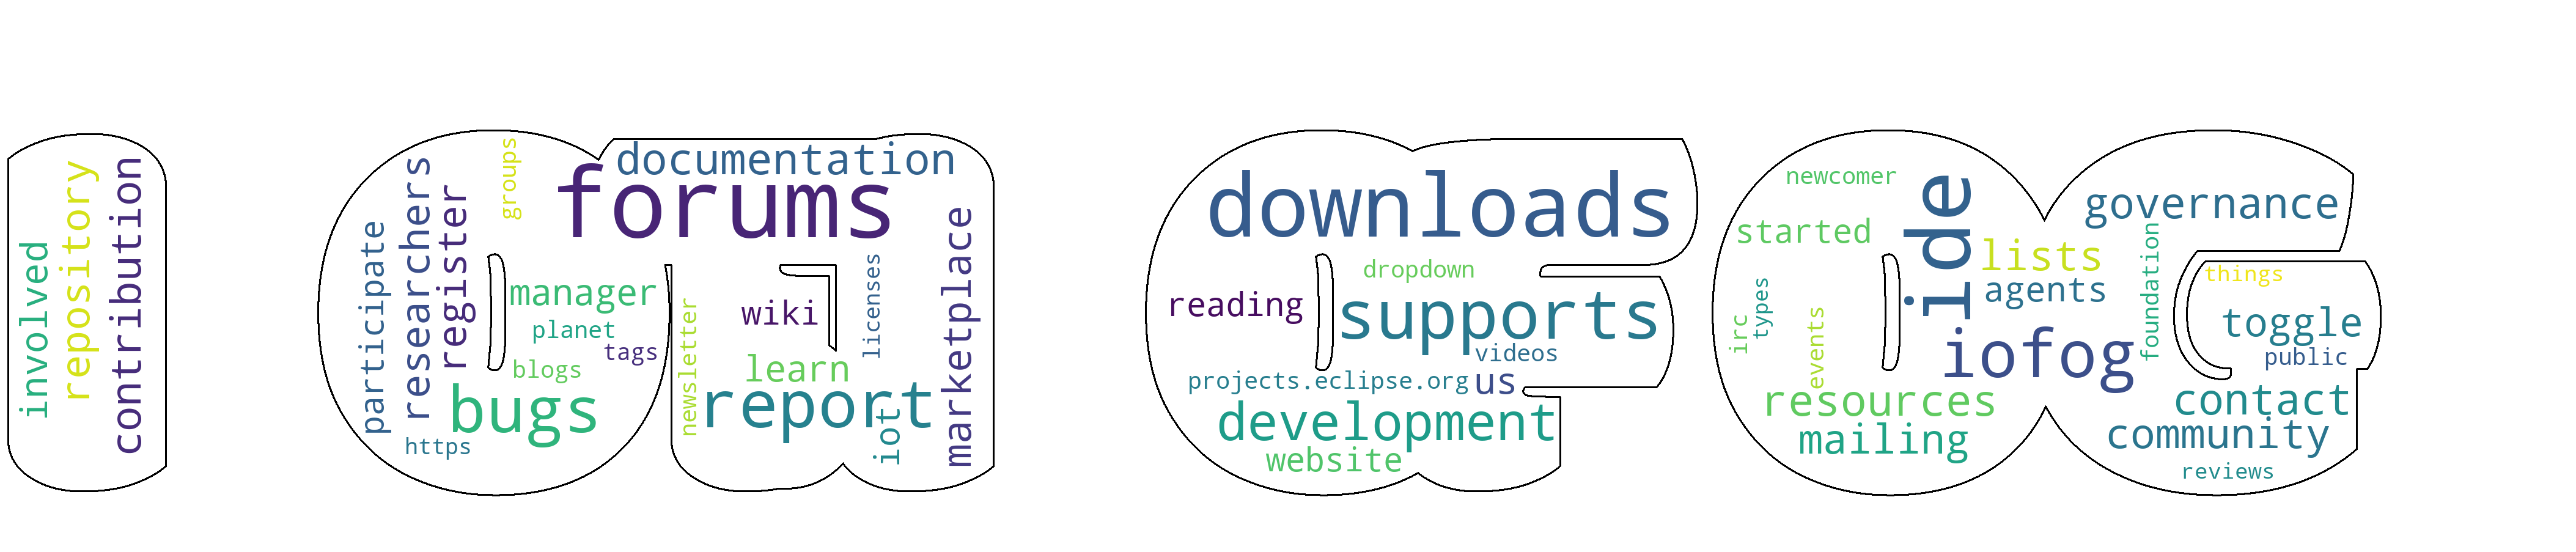 involved
repository
contribution
participate
researchers
register
groups
documentation
forums
manager
planet
tags
blogs
bugs
https
newsletter
wiki
licenses
learn
report
iot
marketplace
downloads
dropdown
reading
supports
videos
projects.eclipse.org
us
development
website
newcomer
started
ide
governance
lists
agents
foundation
things
types
irc
events
toggle
iofog
public
resources
contact
mailing
community
reviews